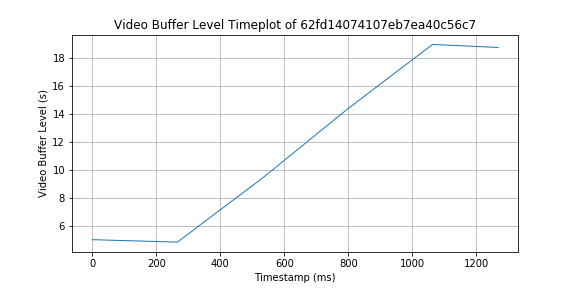 Video Buffer Level Timeplot of 62fd14074107eb7ea40c56c7
Video Buffer Level (s)
18
16
14
12
10
8
6
0 200 400 600 800 1000 1200
Timestamp (ms)